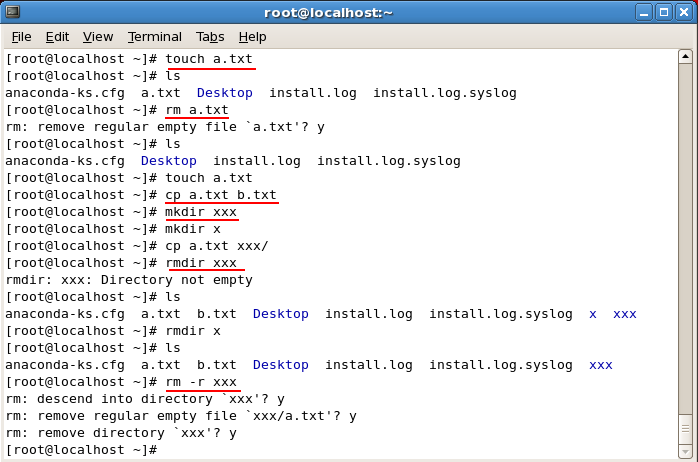 root@localhost:~
File Edit View Terminal Tabs Help
[root@localhost ~]# touch a.txt
[root@localhost ~]# ls
anaconda-ks.cfg  a.txt  Desktop  install.log  install.log.syslog
[root@localhost ~]# rm a.txt
rm: remove regular empty file `a.txt'? y
[root@localhost ~]# ls
anaconda-ks.cfg  Desktop  install.log  install.log.syslog
[root@localhost ~]# touch a.txt
[root@localhost ~]# cp a.txt b.txt
[root@localhost ~]# mkdir xxx
[root@localhost ~]# mkdir x
[root@localhost ~]# cp a.txt xxx/
[root@localhost ~]# rmdir xxx
rmdir: xxx: Directory not empty
[root@localhost ~]# ls
anaconda-ks.cfg  a.txt  b.txt  Desktop  install.log  install.log.syslog  x  xxx
[root@localhost ~]# rmdir x
[root@localhost ~]# ls
anaconda-ks.cfg  a.txt  b.txt  Desktop  install.log  install.log.syslog  xxx
[root@localhost ~]# rm -r xxx
rm: descend into directory `xxx'? y
rm: remove regular empty file `xxx/a.txt'? y
rm: remove directory `xxx'? y
[root@localhost ~]#